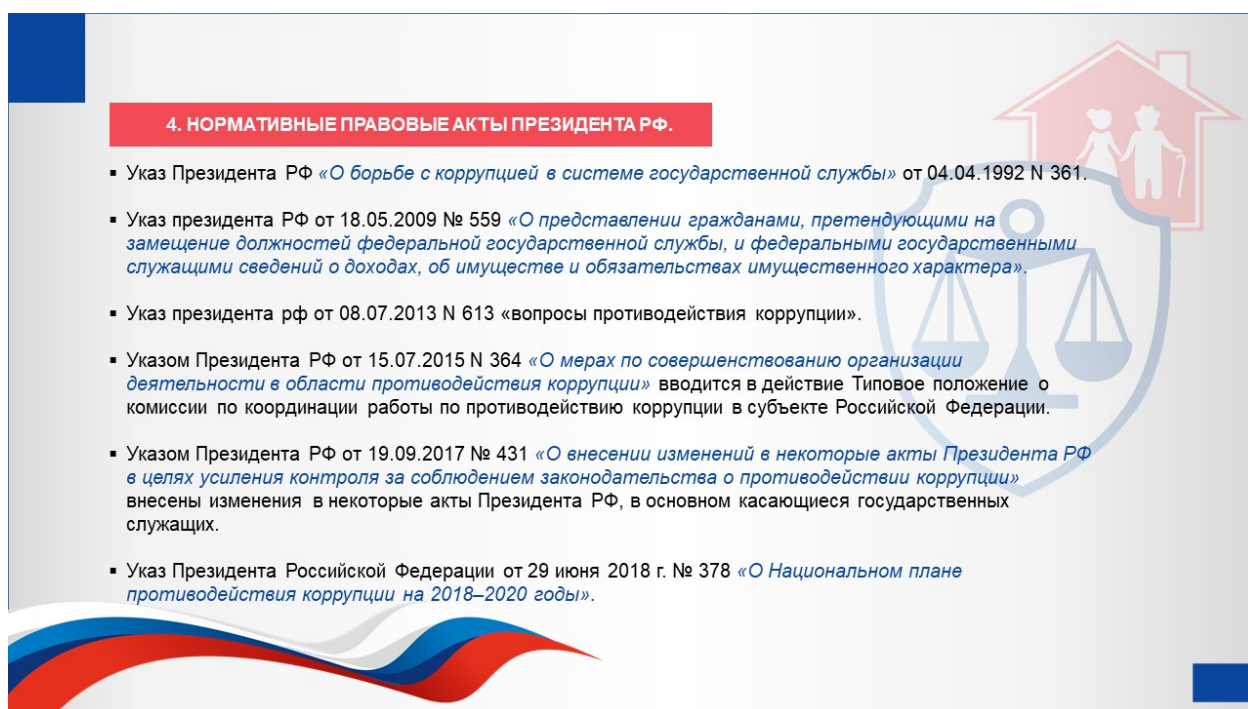 4. НОРМАТИВНЫЕ ПРАВОВЫЕ АКТЫ ПРЕЗИДЕНТА РФ.
▪ Указ Президента РФ «О борьбе с коррупцией в системе государственной службы» от 04.04.1992 N 361.
▪ Указ президента РФ от 18.05.2009 № 559 «О представлении гражданами, претендующими на
замещение должностей федеральной государственной службы, и федеральными государственными
служащими сведений о доходах, об имуществе и обязательствах имущественного характера».
▪ Указ президента рф от 08.07.2013 N 613 «вопросы противодействия коррупции».
▪ Указом Президента РФ от 15.07.2015 N 364 «О мерах по совершенствованию организации
деятельности в области противодействия коррупции» вводится в действие Типовое положение о
комиссии по координации работы по противодействию коррупции в субъекте Российской Федерации.
▪ Указом Президента РФ от 19.09.2017 № 431 «О внесении изменений в некоторые акты Президента РФ
в целях усиления контроля за соблюдением законодательства о противодействии коррупции»
внесены изменения в некоторые акты Президента РФ, в основном касающиеся государственных
служащих.
▪ Указ Президента Российской Федерации от 29 июня 2018 г. № 378 «О Национальном плане
противодействия коррупции на 2018–2020 годы».